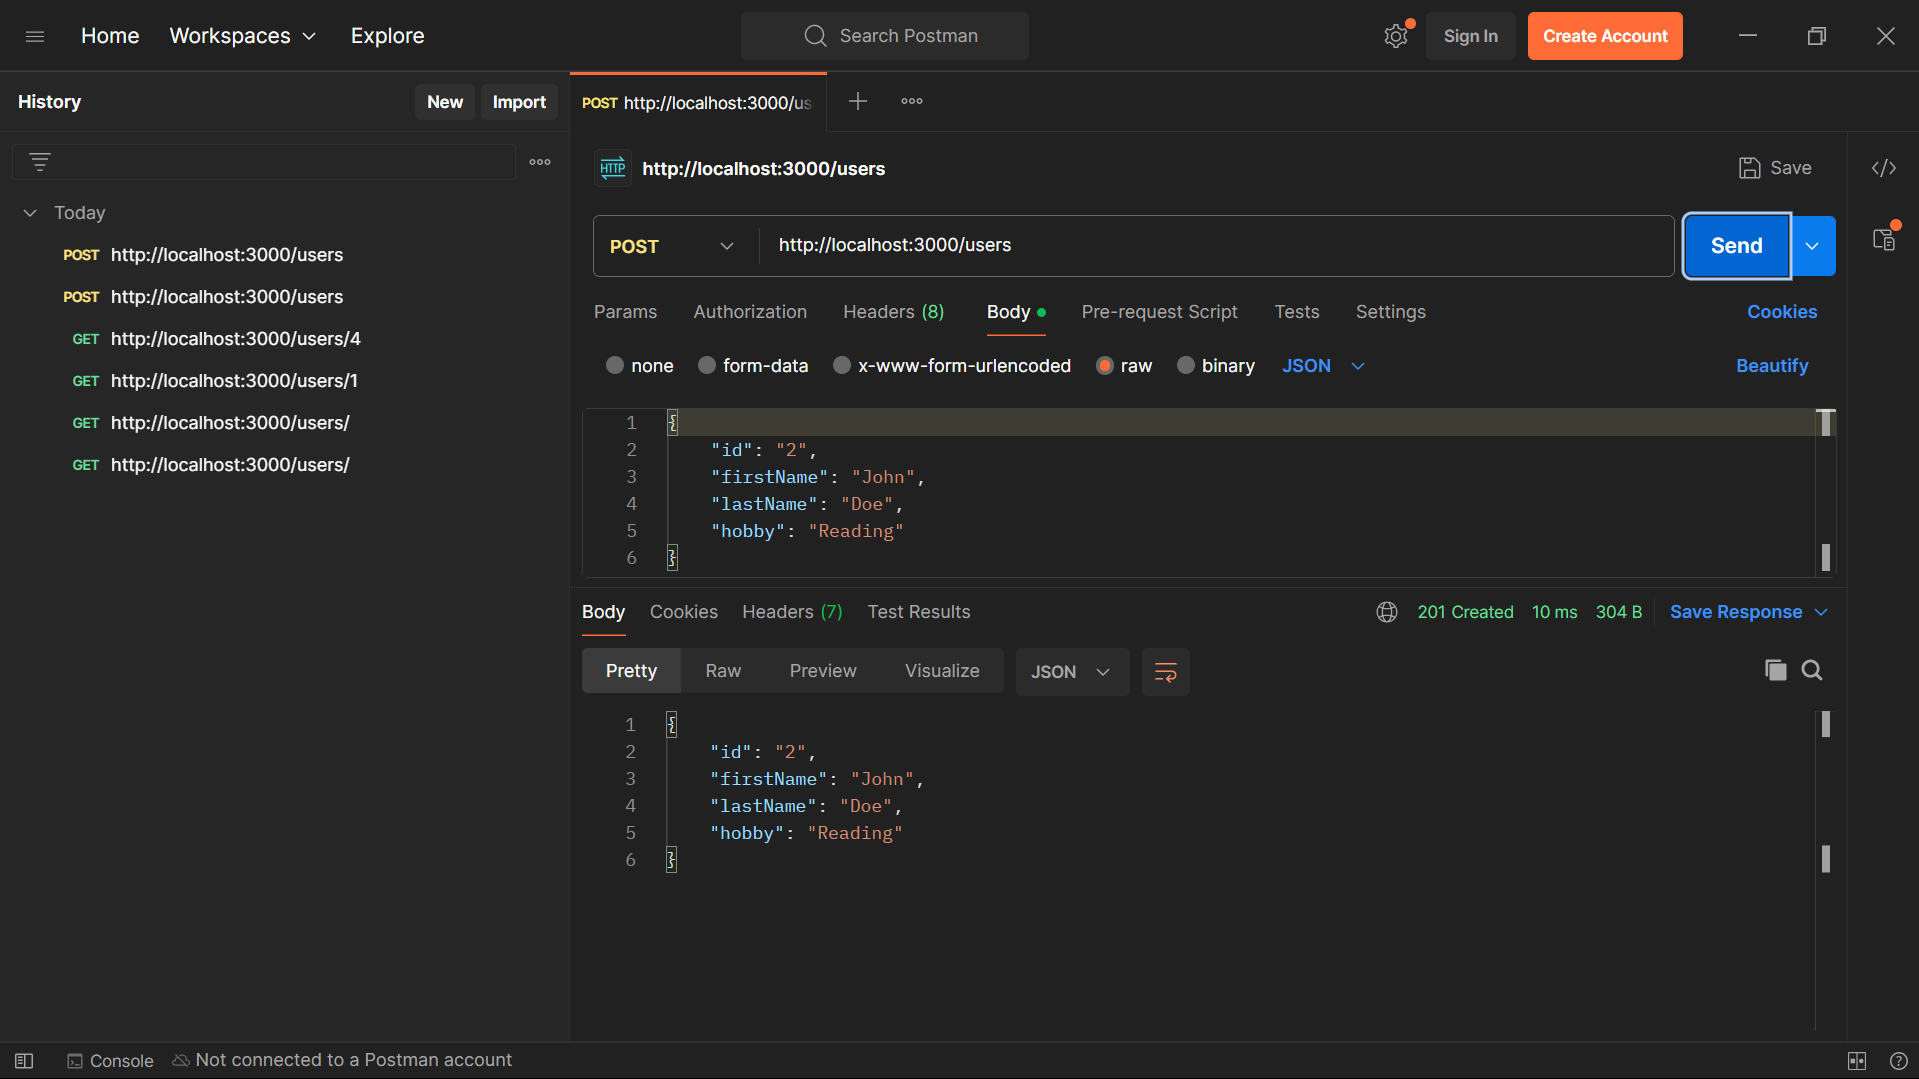 Home Workspaces Explore Search Postman Sign In Create Account
History New Import
POST http://localhost:3000/us
HTTP http://localhost:3000/users Save
Today
POST http://localhost:3000/users
POST http://localhost:3000/users
GET http://localhost:3000/users/4
GET http://localhost:3000/users/1
GET http://localhost:3000/users/
GET http://localhost:3000/users/
POST http://localhost:3000/users Send
Params Authorization Headers (8) Body Pre-request Script Tests Settings Cookies
none form-data x-www-form-urlencoded raw binary JSON Beautify
1 {
2 "id": "2",
3 "firstName": "John",
4 "lastName": "Doe",
5 "hobby": "Reading"
6 }
Body Cookies Headers (7) Test Results 201 Created 10 ms 304 B Save Response
Pretty Raw Preview Visualize JSON
1 {
2 "id": "2",
3 "firstName": "John",
4 "lastName": "Doe",
5 "hobby": "Reading"
6 }
Console Not connected to a Postman account